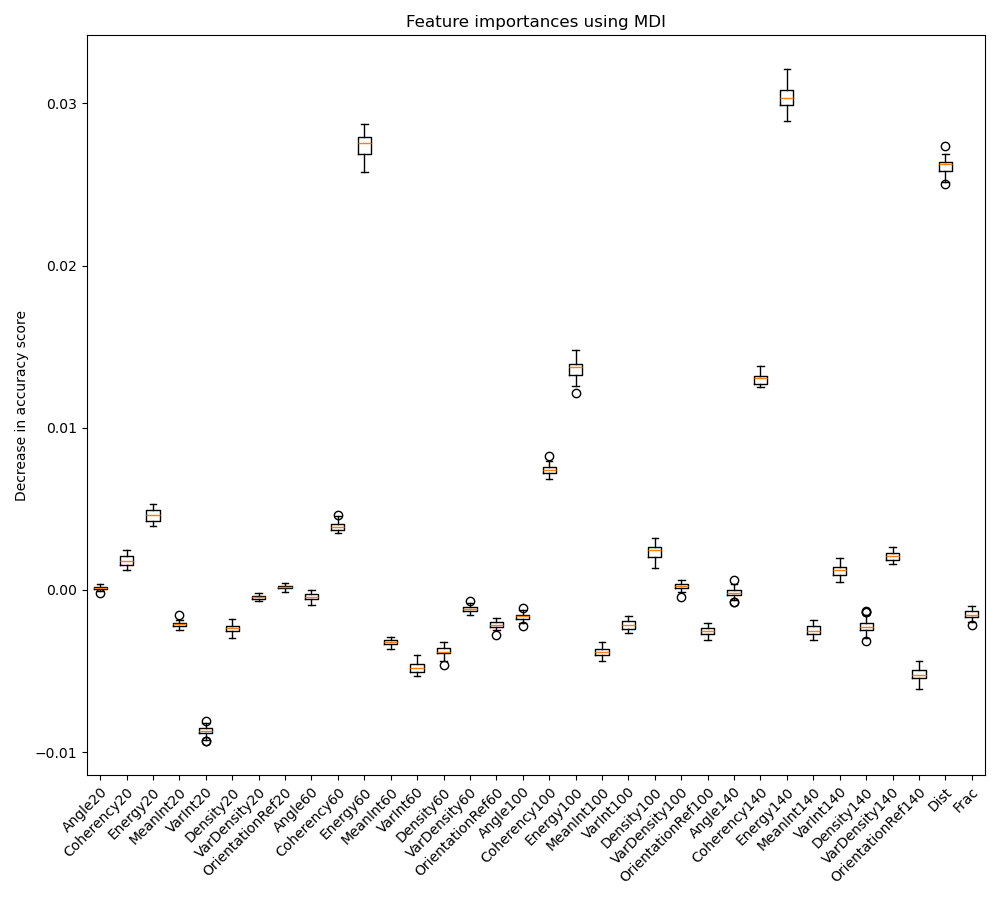 Feature importances using MDI
Decrease in accuracy score
0.03
0.02
0.01
0.00
−0.01
Angle20
Coherency20
Energy20
MeanInt20
VarInt20
Density20
VarDensity20
OrientationRef20
Angle60
Coherency60
Energy60
MeanInt60
VarInt60
Density60
VarDensity60
OrientationRef60
Angle100
Coherency100
Energy100
MeanInt100
VarInt100
Density100
VarDensity100
OrientationRef100
Angle140
Coherency140
Energy140
MeanInt140
VarInt140
Density140
VarDensity140
OrientationRef140
Dist
Frac